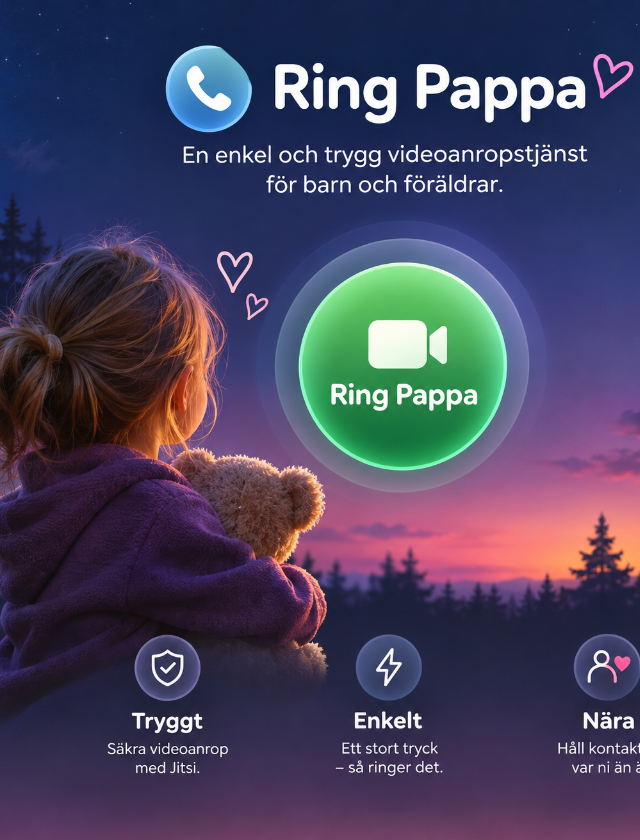 Ring Pappa
En enkel och trygg videoanropstjänst
för barn och föräldrar.
Ring Pappa
Tryggt
Säkra videoanrop
med Jitsi.
Enkelt
Ett stort tryck
– så ringer det.
Nära
Håll kontakt
var ni än